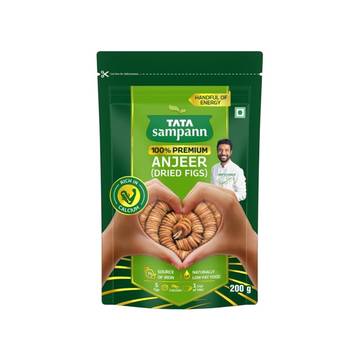 HANDFUL OF
ENERGY
TATA
sampann
100% PREMIUM
ANJEER
(DRIED FIGS)
RICH IN
CALCIUM
SOURCE
OF IRON
NATURALLY
LOW FAT FOOD
200 g